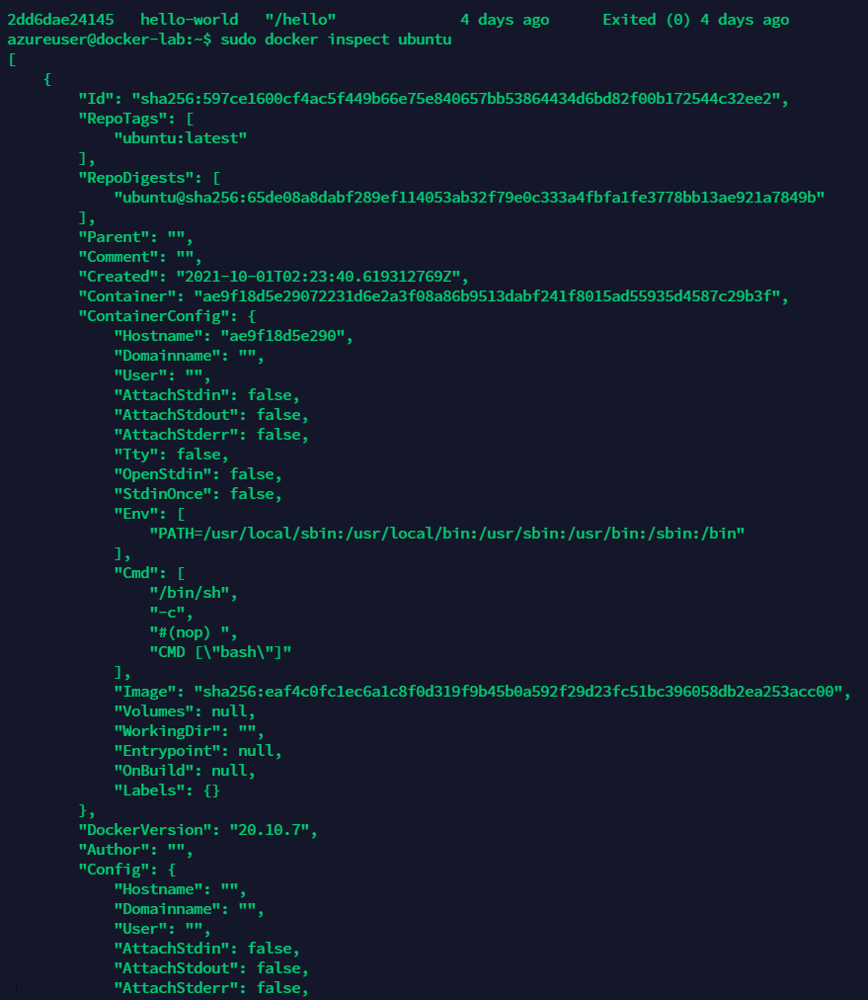 2dd6dae24145   hello-world   "/hello"              4 days ago      Exited (0) 4 days ago
azureuser@docker-lab:~$ sudo docker inspect ubuntu
[
    {
        "Id": "sha256:597ce1600cf4ac5f449b66e75e840657bb53864434d6bd82f00b172544c32ee2",
        "RepoTags": [
            "ubuntu:latest"
        ],
        "RepoDigests": [
            "ubuntu@sha256:65de08a8dabf289ef114053ab32f79e0c333a4fbfa1fe3778bb13ae921a7849b"
        ],
        "Parent": "",
        "Comment": "",
        "Created": "2021-10-01T02:23:40.619312769Z",
        "Container": "ae9f18d5e29072231d6e2a3f08a86b9513dabf241f8015ad55935d4587c29b3f",
        "ContainerConfig": {
            "Hostname": "ae9f18d5e290",
            "Domainname": "",
            "User": "",
            "AttachStdin": false,
            "AttachStdout": false,
            "AttachStderr": false,
            "Tty": false,
            "OpenStdin": false,
            "StdinOnce": false,
            "Env": [
                "PATH=/usr/local/sbin:/usr/local/bin:/usr/sbin:/usr/bin:/sbin:/bin"
            ],
            "Cmd": [
                "/bin/sh",
                "-c",
                "#(nop) ",
                "CMD [\"bash\"]"
            ],
            "Image": "sha256:eaf4c0fc1ec6a1c8f0d319f9b45b0a592f29d23fc51bc396058db2ea253acc00",
            "Volumes": null,
            "WorkingDir": "",
            "Entrypoint": null,
            "OnBuild": null,
            "Labels": {}
        },
        "DockerVersion": "20.10.7",
        "Author": "",
        "Config": {
            "Hostname": "",
            "Domainname": "",
            "User": "",
            "AttachStdin": false,
            "AttachStdout": false,
            "AttachStderr": false,